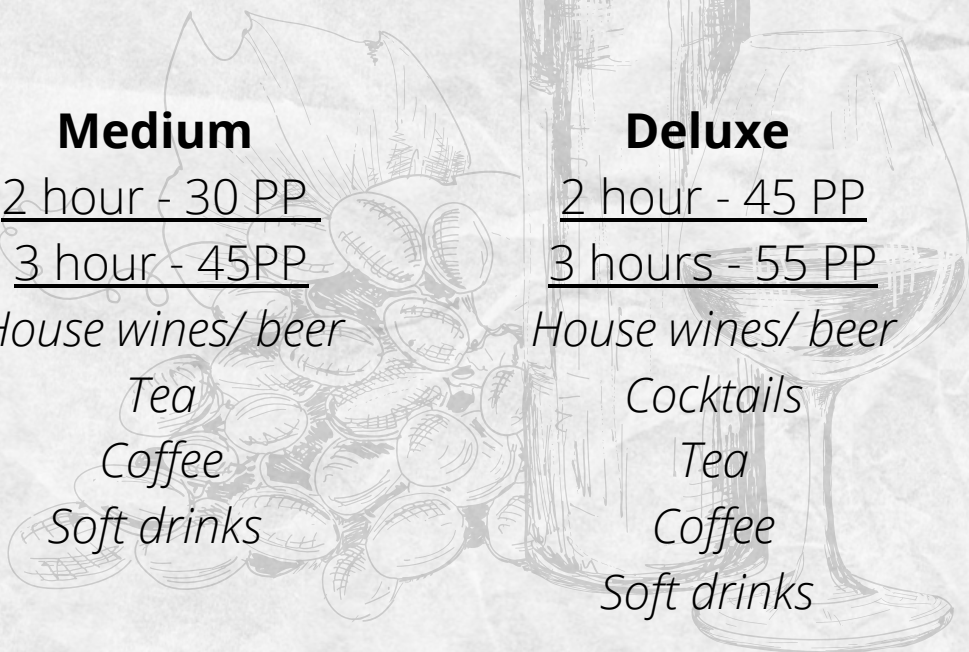 Medium
2 hour - 30 PP
3 hour - 45PP
House wines/ beer
Tea
Coffee
Soft drinks
Deluxe
2 hour - 45 PP
3 hours - 55 PP
House wines/ beer
Cocktails
Tea
Coffee
Soft drinks